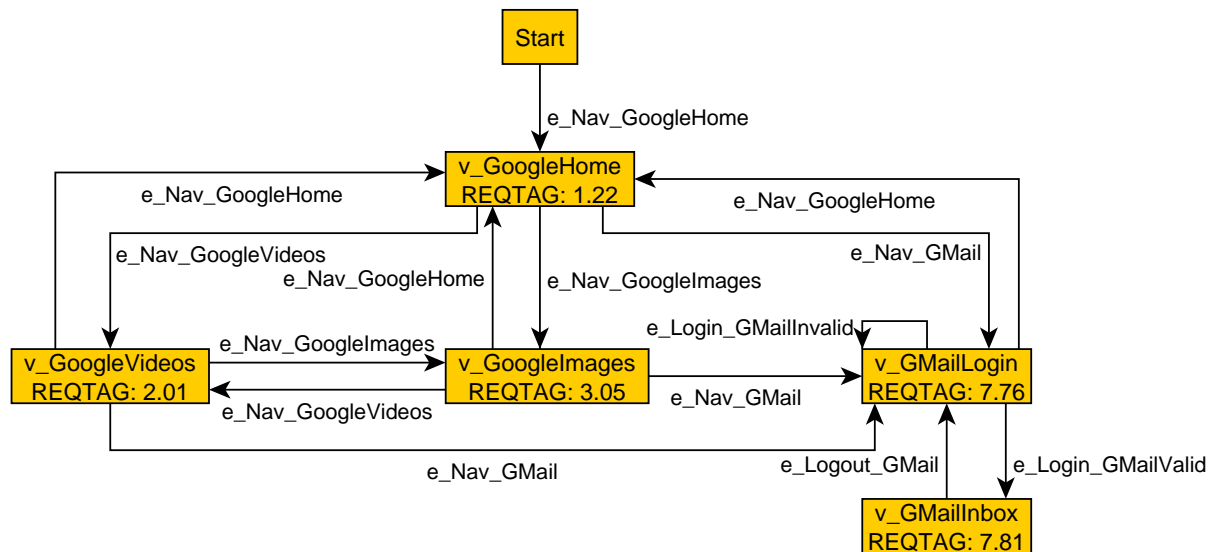 Start
e_Nav_GoogleHome
v_GoogleHome
REQTAG: 1.22
e_Nav_GoogleHome
e_Nav_GoogleHome
e_Nav_GoogleVideos
e_Nav_GMail
e_Nav_GoogleHome
e_Nav_GoogleImages
e_Login_GMailInvalid
e_Nav_GoogleImages
v_GoogleVideos
REQTAG: 2.01
v_GoogleImages
REQTAG: 3.05
v_GMailLogin
REQTAG: 7.76
e_Nav_GoogleVideos
e_Nav_GMail
e_Nav_GMail
e_Logout_GMail
e_Login_GMailValid
v_GMailInbox
REQTAG: 7.81